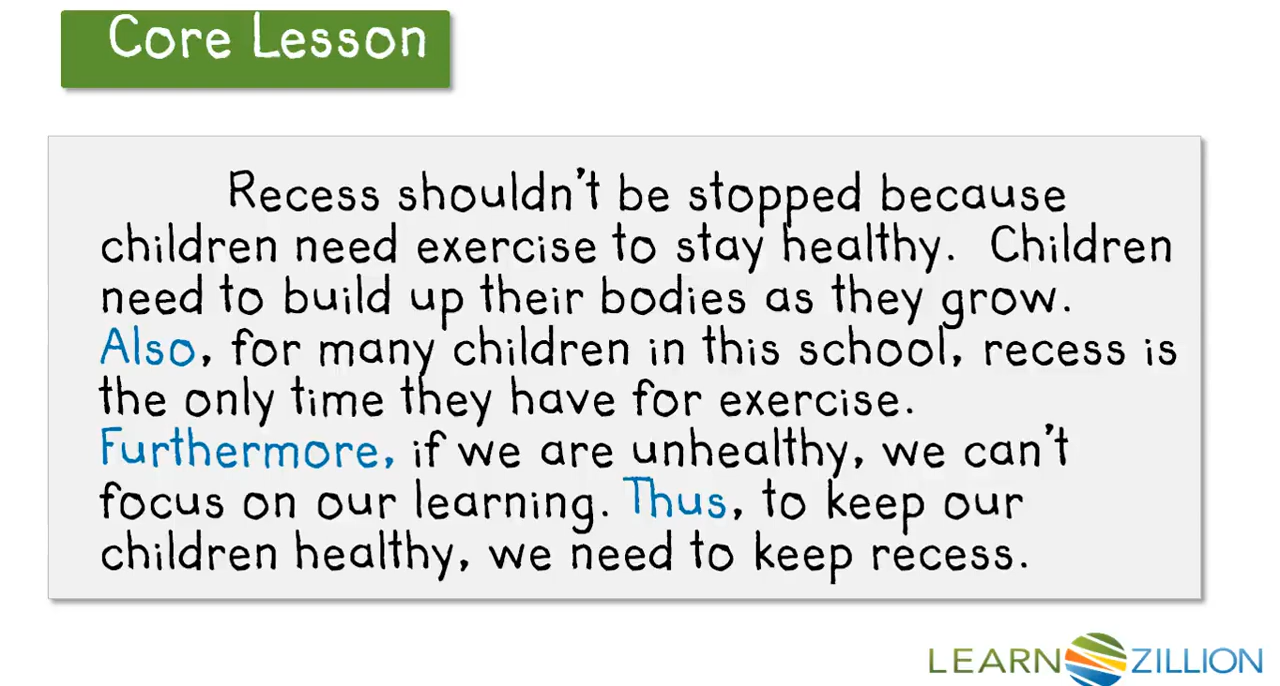 Core Lesson
Recess shouldn't be stopped because
children need exercise to stay healthy. Children
need to build up their bodies as they grow.
Also, for many children in this school, recess is
the only time they have for exercise.
Furthermore, if we are unhealthy, we can't
focus on our learning. Thus, to keep our
children healthy, we need to keep recess.
LEARN ZILLION